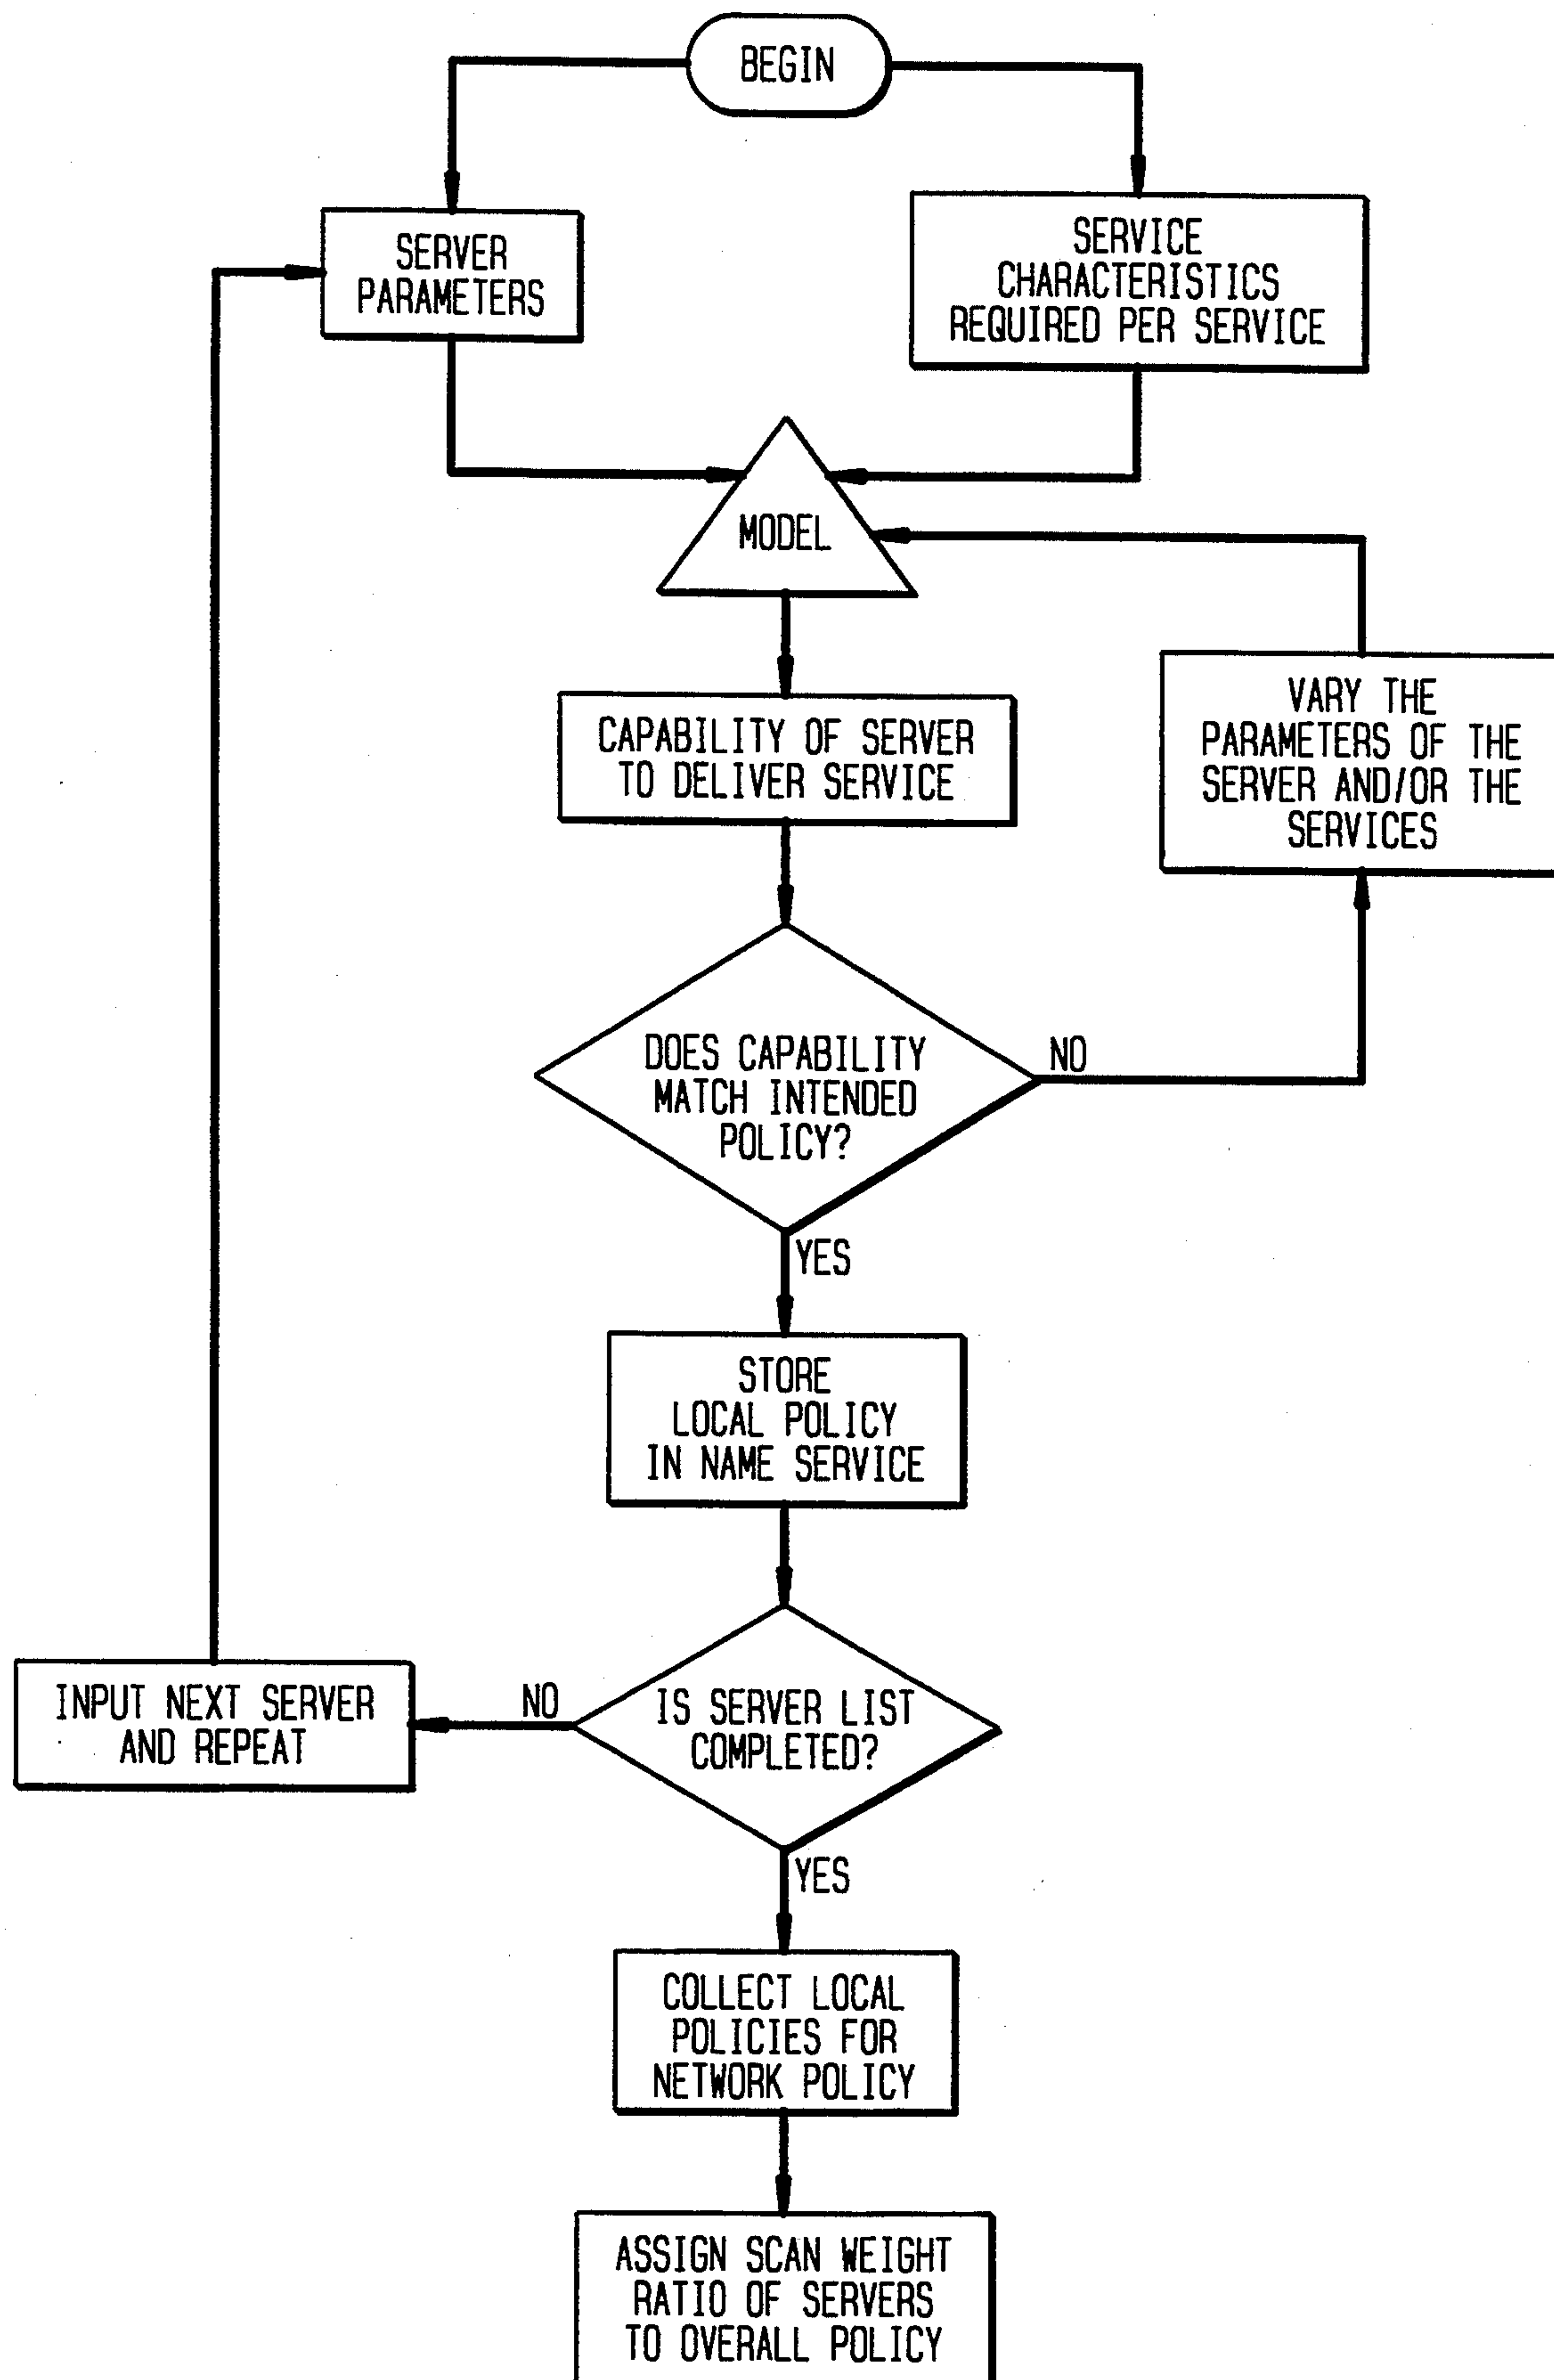 BEGIN
SERVER
PARAMETERS
SERVICE
CHARACTERISTICS
REQUIRED PER SERVICE
MODEL
CAPABILITY OF SERVER
TO DELIVER SERVICE
VARY THE
PARAMETERS OF THE
SERVER AND/OR THE
SERVICES
DOES CAPABILITY
MATCH INTENDED
POLICY?
NO
YES
STORE
LOCAL POLICY
IN NAME SERVICE
IS SERVER LIST
COMPLETED?
NO
INPUT NEXT SERVER
AND REPEAT
YES
COLLECT LOCAL
POLICIES FOR
NETWORK POLICY
ASSIGN SCAN WEIGHT
RATIO OF SERVERS
TO OVERALL POLICY